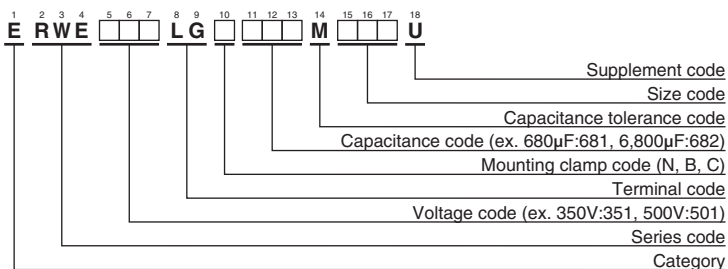 1 2 3 4 5 6 7 8 9 10 11 12 13 14 15 16 17 18
E R W E L G M U
Supplement code
Size code
Capacitance tolerance code
Capacitance code (ex. 680μF:681, 6,800μF:682)
Mounting clamp code (N, B, C)
Terminal code
Voltage code (ex. 350V:351, 500V:501)
Series code
Category